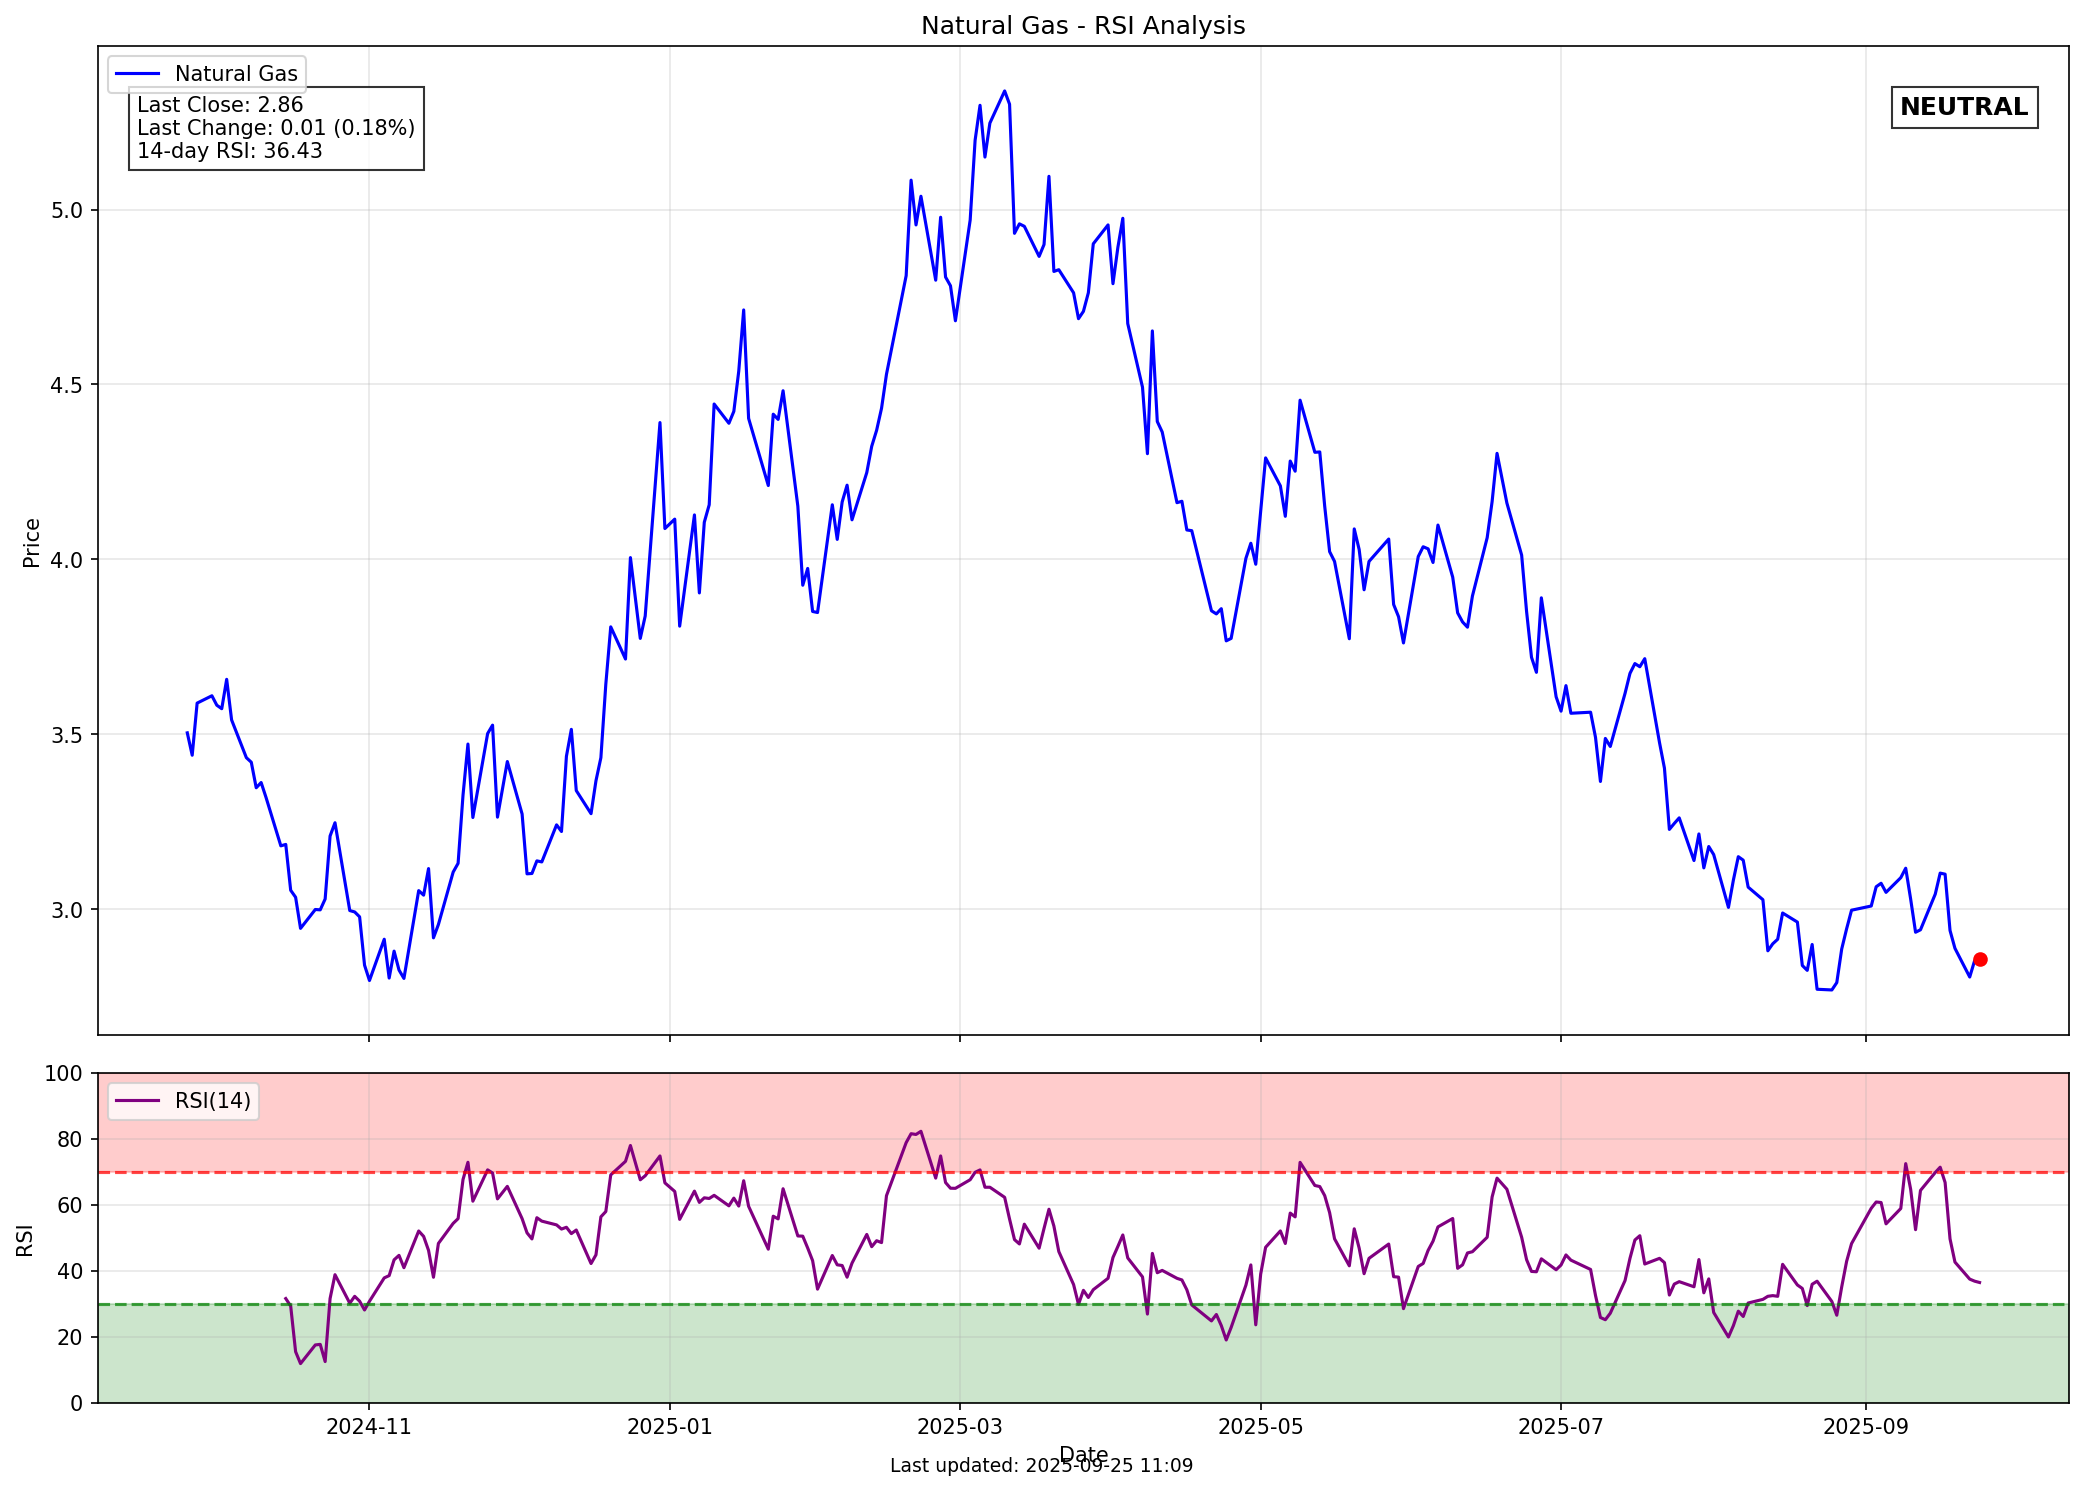 Natural Gas - RSI Analysis
Natural Gas
Last Close: 2.86
Last Change: 0.01 (0.18%)
14-day RSI: 36.43
NEUTRAL
Price
5.0
4.5
4.0
3.5
3.0
RSI(14)
RSI
100
80
60
40
20
0
2024-11
2025-01
2025-03
2025-05
2025-07
2025-09
Date
Last updated: 2025-09-25 11:09